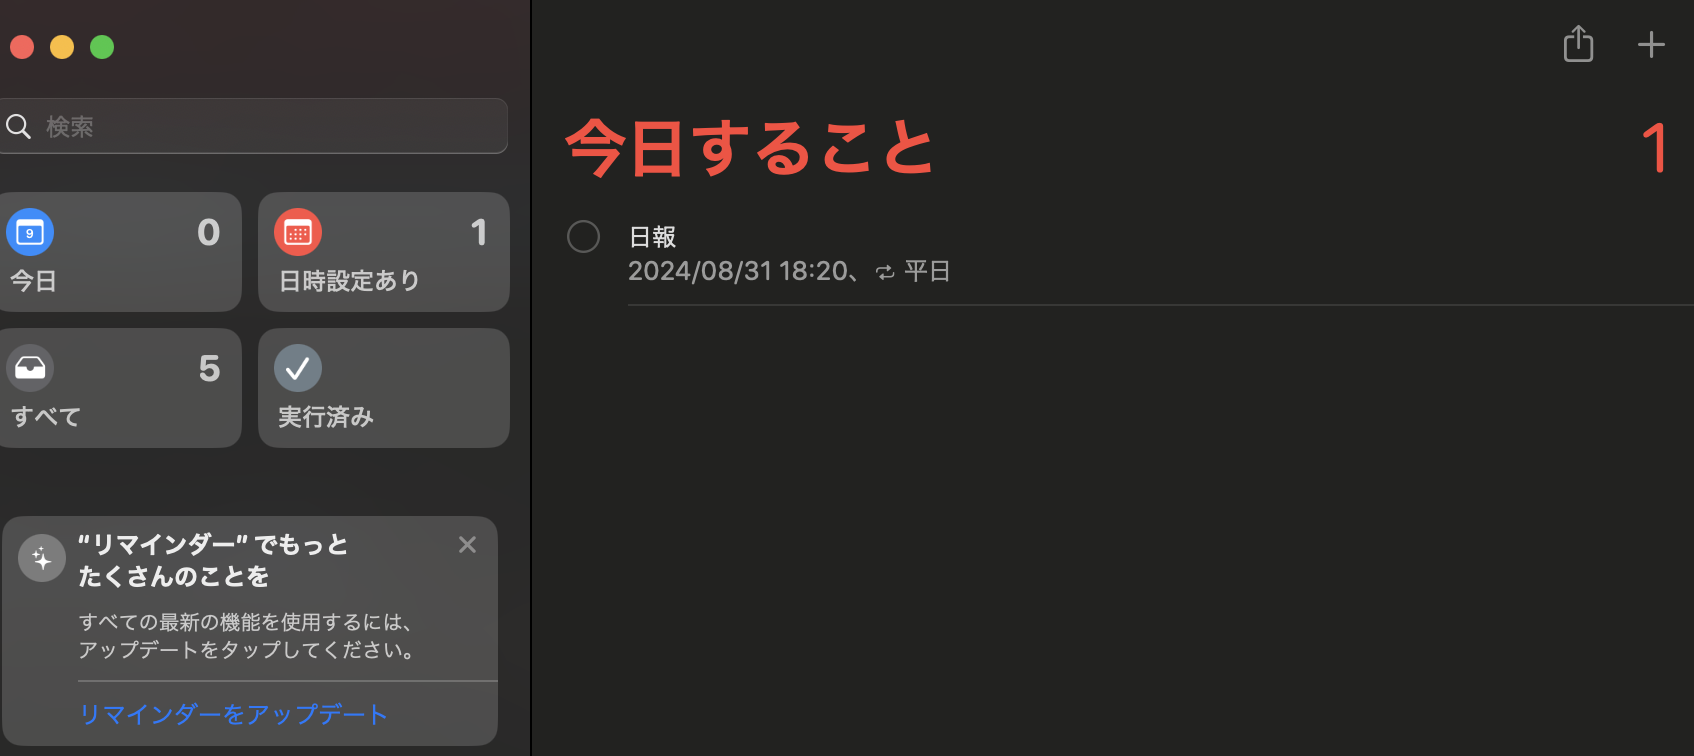 検索
9
今日
0
日時設定あり
1
すべて
5
実行済み
“リマインダー” でもっと
たくさんのことを
すべての最新の機能を使用するには、
アップデートをタップしてください。
リマインダーをアップデート
今日すること
1
日報
2024/08/31 18:20、 平日